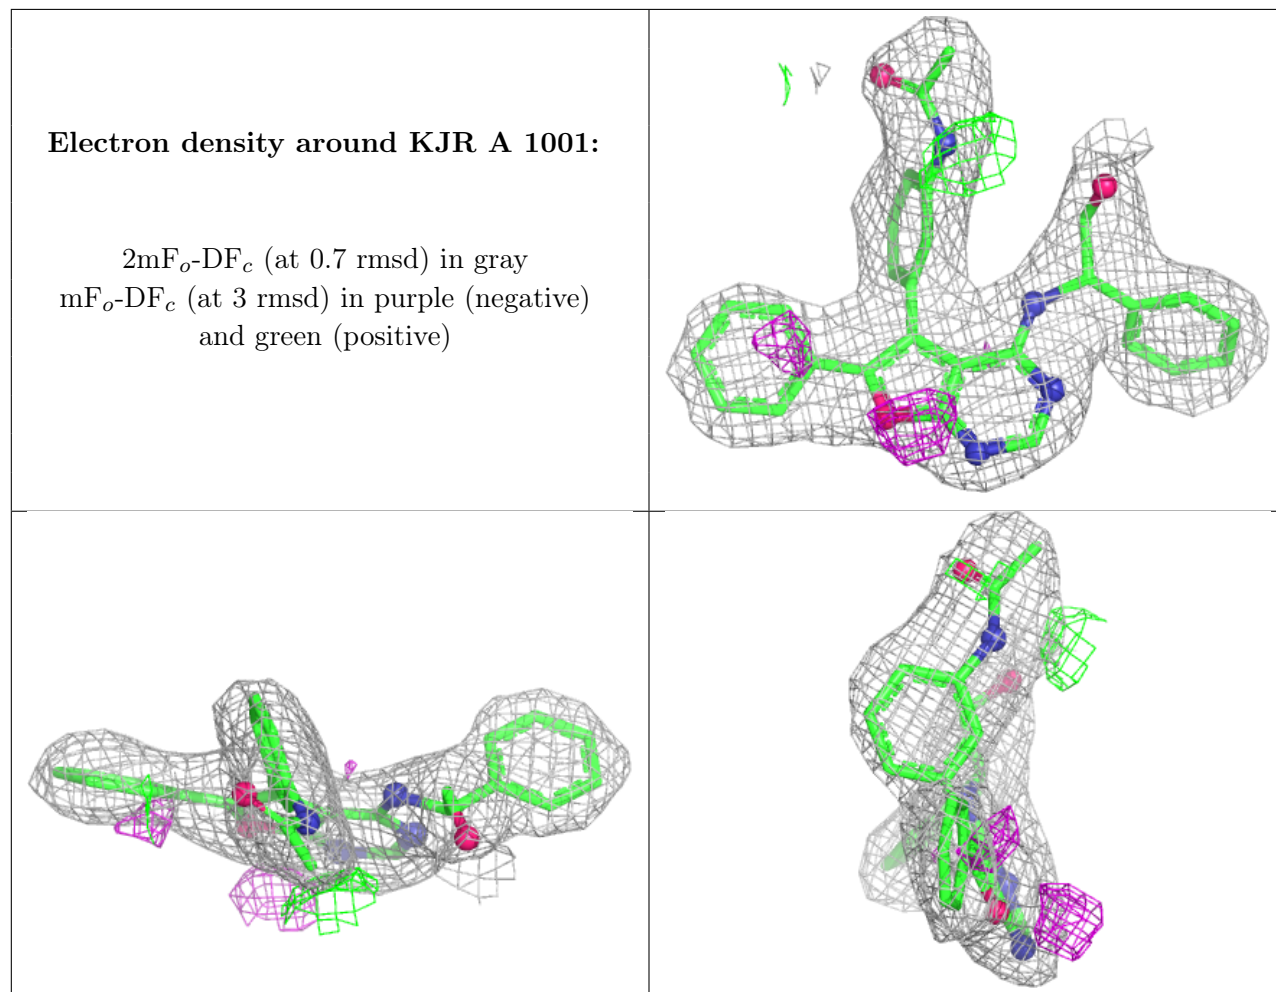 Electron density around KJR A 1001:
2mFo-DFc (at 0.7 rmsd) in gray
mFo-DFc (at 3 rmsd) in purple (negative)
and green (positive)